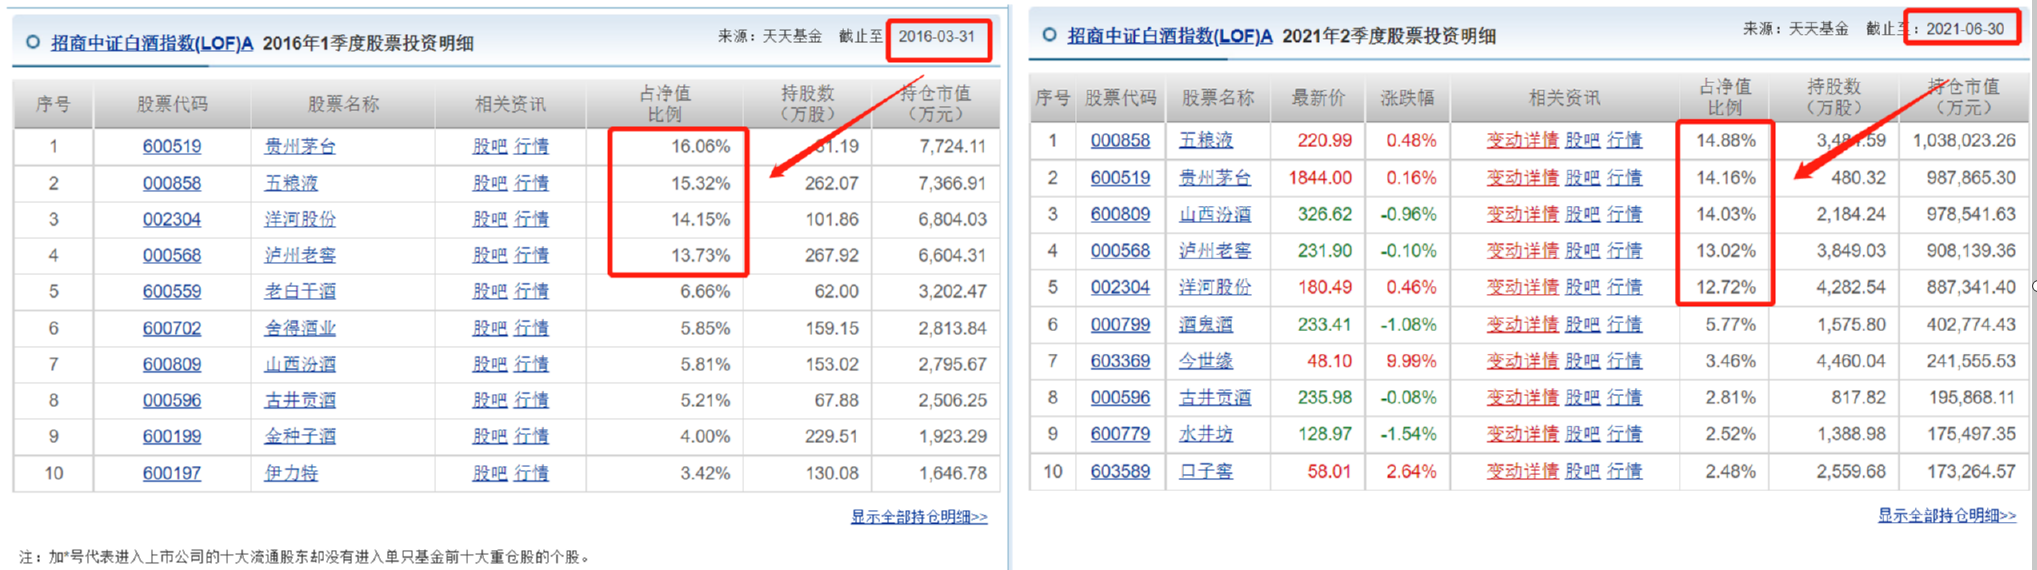 招商中证白酒指数(LOF)A 2016年1季度股票投资明细 来源：天天基金 截止至 2016-03-31
序号 股票代码 股票名称 相关资讯 占净值比例 持股数（万股） 持仓市值（万元）
1 600519 贵州茅台 股吧 行情 16.06% 31.19 7,724.11
2 000858 五粮液 股吧 行情 15.32% 262.07 7,366.91
3 002304 洋河股份 股吧 行情 14.15% 101.86 6,804.03
4 000568 泸州老窖 股吧 行情 13.73% 267.92 6,604.31
5 600559 老白干酒 股吧 行情 6.66% 62.00 3,202.47
6 600702 舍得酒业 股吧 行情 5.85% 159.15 2,813.84
7 600809 山西汾酒 股吧 行情 5.81% 153.02 2,795.67
8 000596 古井贡酒 股吧 行情 5.21% 67.88 2,506.25
9 600199 金种子酒 股吧 行情 4.00% 229.51 1,923.29
10 600197 伊力特 股吧 行情 3.42% 130.08 1,646.78
显示全部持仓明细>>
注：加*号代表进入上市公司的十大流通股东却没有进入单只基金前十大重仓股的个股。
招商中证白酒指数(LOF)A 2021年2季度股票投资明细 来源：天天基金 截止至：2021-06-30
序号 股票代码 股票名称 最新价 涨跌幅 相关资讯 占净值比例 持股数（万股） 持仓市值（万元）
1 000858 五粮液 220.99 0.48% 变动详情 股吧 行情 14.88% 1,038,023.26
2 600519 贵州茅台 1844.00 0.16% 变动详情 股吧 行情 14.16% 480.32 987,865.30
3 600809 山西汾酒 326.62 -0.96% 变动详情 股吧 行情 14.03% 2,184.24 978,541.63
4 000568 泸州老窖 231.90 -0.10% 变动详情 股吧 行情 13.02% 3,849.03 908,139.36
5 002304 洋河股份 180.49 0.46% 变动详情 股吧 行情 12.72% 4,282.54 887,341.40
6 000799 酒鬼酒 233.41 -1.08% 变动详情 股吧 行情 5.77% 1,575.80 402,774.43
7 603369 今世缘 48.10 9.99% 变动详情 股吧 行情 3.46% 4,460.04 241,555.53
8 000596 古井贡酒 235.98 -0.08% 变动详情 股吧 行情 2.81% 817.82 195,868.11
9 600779 水井坊 128.97 -1.54% 变动详情 股吧 行情 2.52% 1,388.98 175,497.35
10 603589 口子窖 58.01 2.64% 变动详情 股吧 行情 2.48% 2,559.68 173,264.57
显示全部持仓明细>>